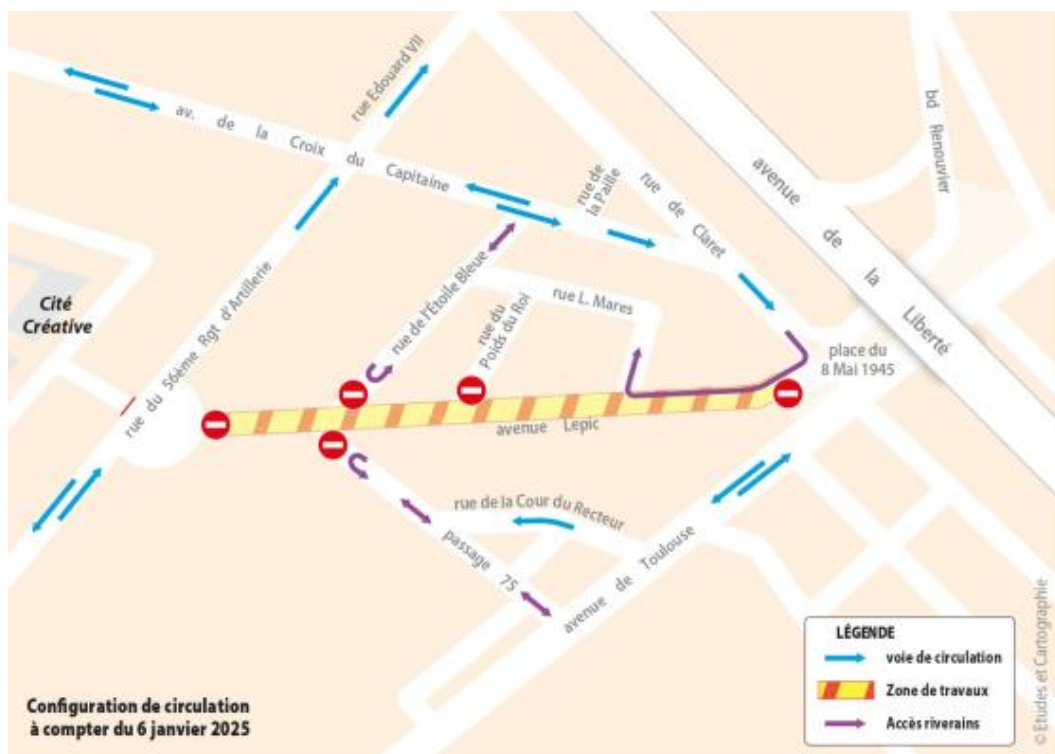 rue Edouard VII
av. de la Croix du Capitaine
rue de
la Paille
rue de Claret
avenue de la Liberté
bd Renouvier
Cité
Créative
rue du 56ème Rgt d'Artillerie
rue de l'Etoile Bleue
rue du
Poids du Roi
rue L. Mares
place du
8 Mai 1945
avenue Lepic
rue de la Cour du Recteur
passage 75
avenue de Toulouse
LÉGENDE
voie de circulation
Zone de travaux
Accès riverains
Configuration de circulation
à compter du 6 janvier 2025
© Etudes et Cartographie